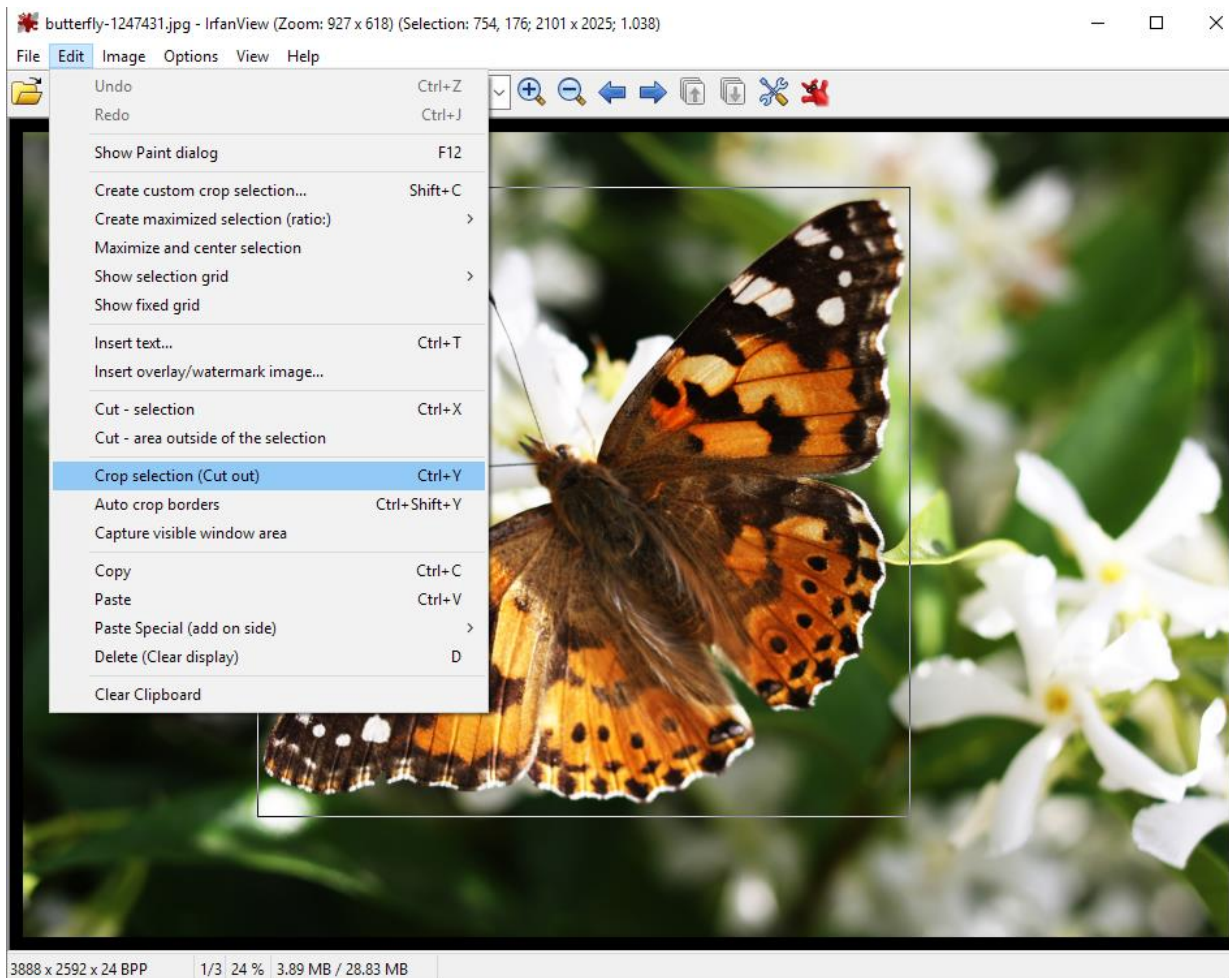 butterfly-1247431.jpg - IrfanView (Zoom: 927 x 618) (Selection: 754, 176; 2101 x 2025; 1.038)
File Edit Image Options View Help
Undo Ctrl+Z
Redo Ctrl+J
Show Paint dialog F12
Create custom crop selection... Shift+C
Create maximized selection (ratio:)
Maximize and center selection
Show selection grid
Show fixed grid
Insert text... Ctrl+T
Insert overlay/watermark image...
Cut - selection Ctrl+X
Cut - area outside of the selection
Crop selection (Cut out) Ctrl+Y
Auto crop borders Ctrl+Shift+Y
Capture visible window area
Copy Ctrl+C
Paste Ctrl+V
Paste Special (add on side)
Delete (Clear display) D
Clear Clipboard
3888 x 2592 x 24 BPP 1/3 24 % 3.89 MB / 28.83 MB